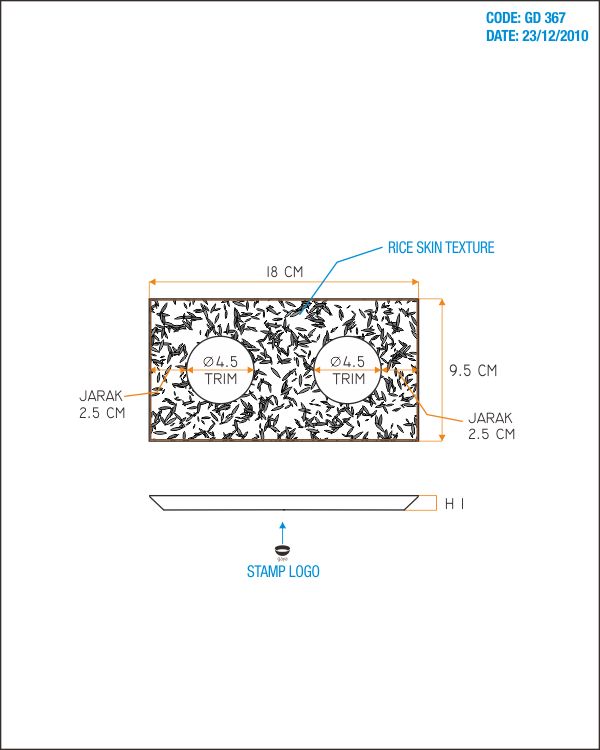 CODE: GD 367
DATE: 23/12/2010
RICE SKIN TEXTURE
18 CM
Ø4.5
TRIM
Ø4.5
TRIM
9.5 CM
JARAK
2.5 CM
JARAK
2.5 CM
H 1
STAMP LOGO